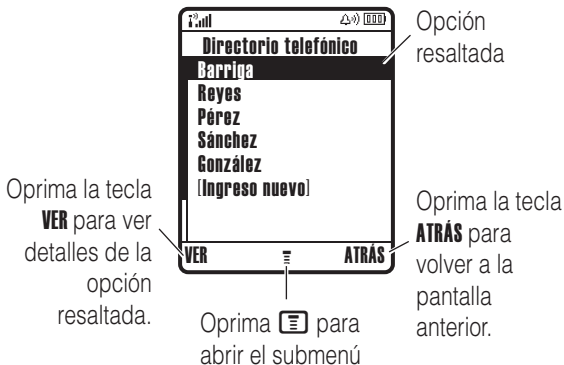 Directorio telefónico
Barriga
Reyes
Pérez
Sánchez
González
[Ingreso nuevo]
VER
ATRÁS
Opción
resaltada
Oprima la tecla
VER para ver
detalles de la
opción
resaltada.
Oprima para
abrir el submenú
Oprima la tecla
ATRÁS para
volver a la
pantalla
anterior.